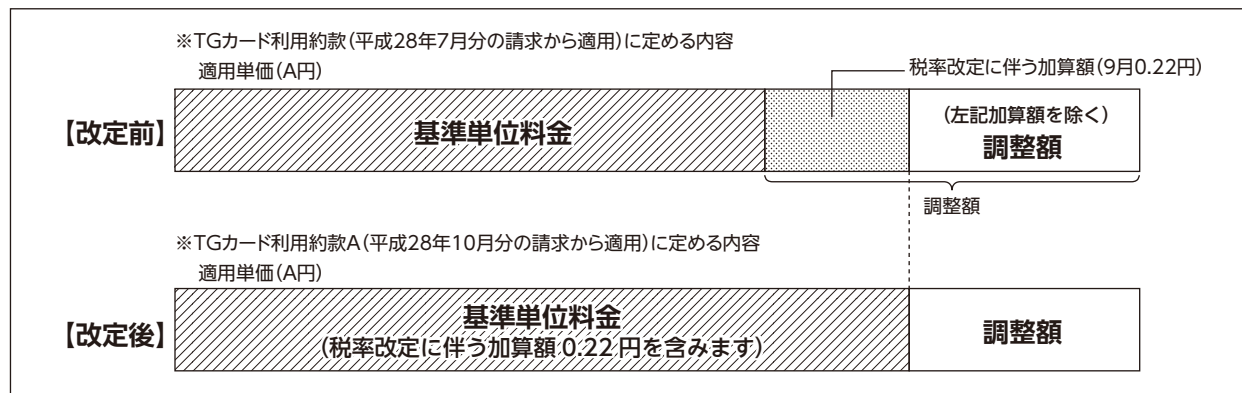 ※TGカード利用約款(平成28年7月分の請求から適用)に定める内容
適用単価(A円)
税率改定に伴う加算額(9月0.22円)
【改定前】
基準単位料金
(左記加算額を除く)
調整額
調整額
※TGカード利用約款A(平成28年10月分の請求から適用)に定める内容
適用単価(A円)
【改定後】
基準単位料金
(税率改定に伴う加算額 0.22 円を含みます)
調整額